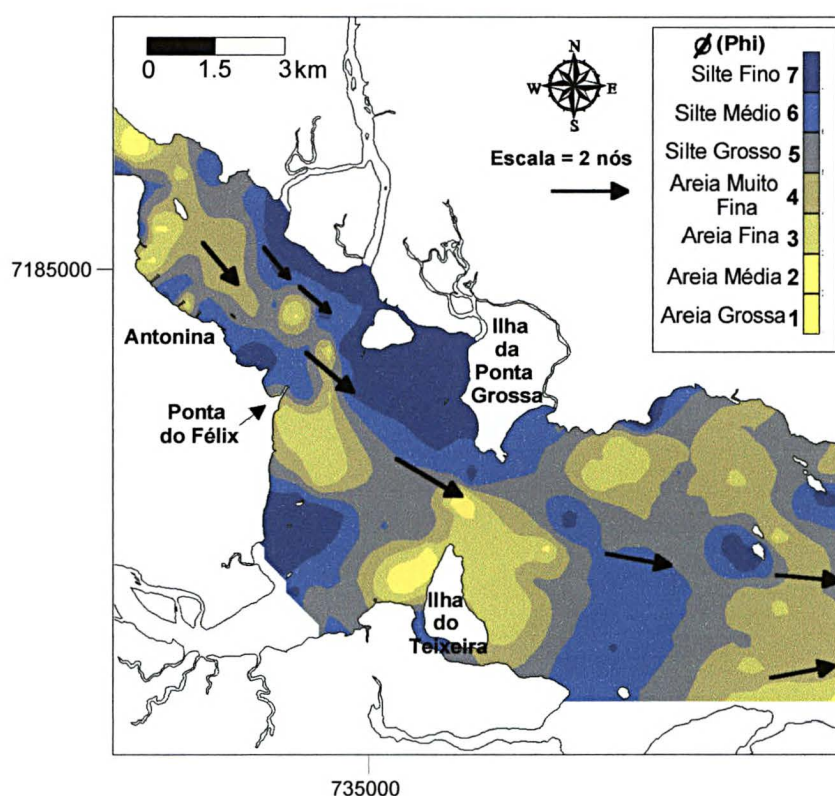 0 1.5 3 km
N
W E
S
Escala = 2 nós
ø (Phi)
Silte Fino 7
Silte Médio 6
Silte Grosso 5
Areia Muito 4
Fina
Areia Fina 3
Areia Média 2
Areia Grossa 1
7185000
Antonina
Ponta
do Félix
Ilha
da
Ponta
Grossa
Ilha
do
Teixeira
735000